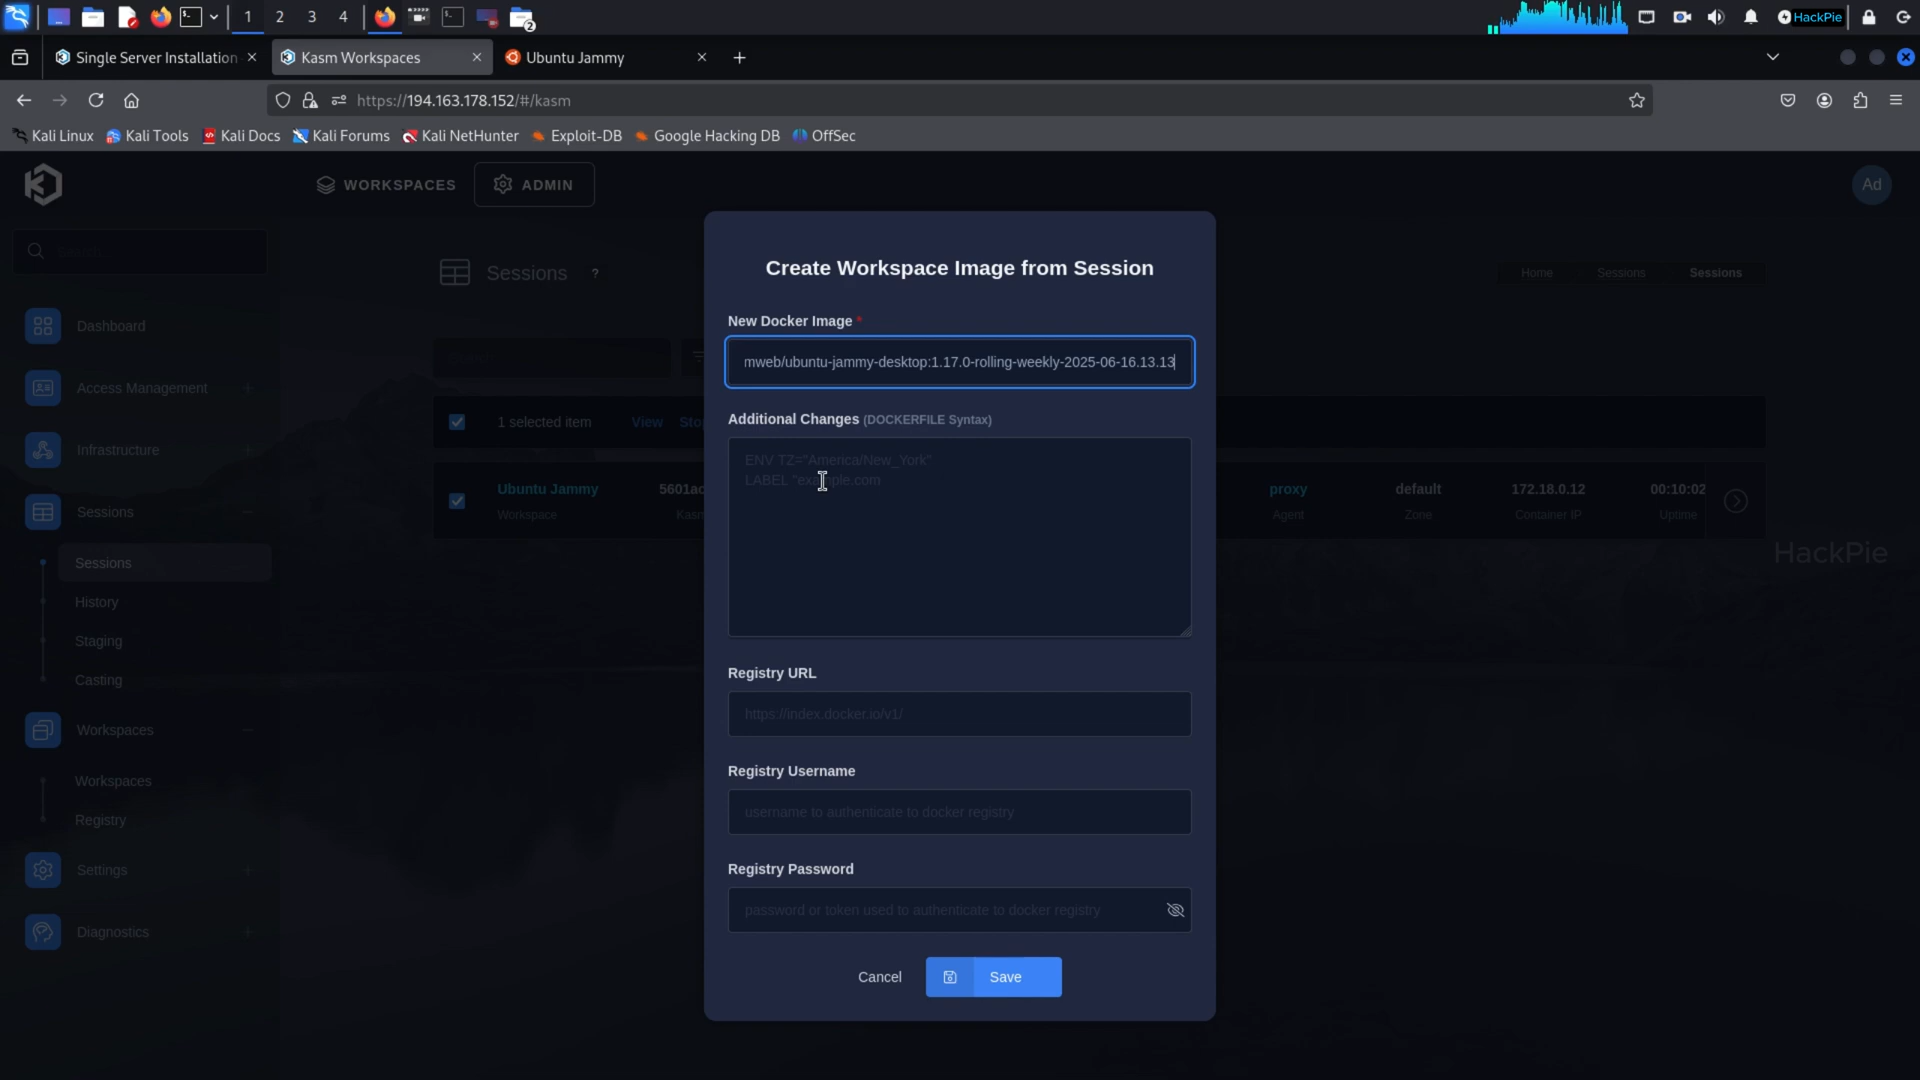 1 2 3 4 2 HackPie
Single Server Installation Kasm Workspaces Ubuntu Jammy
https://194.163.178.152/#/kasm
Kali Linux Kali Tools Kali Docs Kali Forums Kali NetHunter Exploit-DB Google Hacking DB OffSec
WORKSPACES ADMIN Ad
Search...
Dashboard
Access Management
Infrastructure
Sessions
Sessions
History
Staging
Casting
Workspaces
Workspaces
Registry
Settings
Diagnostics
Sessions ? Home Sessions Sessions
1 selected item View Sto
Ubuntu Jammy 5601ac proxy default 172.18.0.12 00:10:02
Workspace Kasm Agent Zone Container IP Uptime
HackPie
Create Workspace Image from Session
New Docker Image *
mweb/ubuntu-jammy-desktop:1.17.0-rolling-weekly-2025-06-16.13.13
Additional Changes (DOCKERFILE Syntax)
ENV TZ="America/New_York"
LABEL "example.com
Registry URL
https://index.docker.io/v1/
Registry Username
username to authenticate to docker registry
Registry Password
password or token used to authenticate to docker registry
Cancel Save